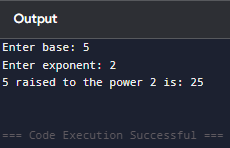 Output
Enter base: 5
Enter exponent: 2
5 raised to the power 2 is: 25
=== Code Execution Successful ===